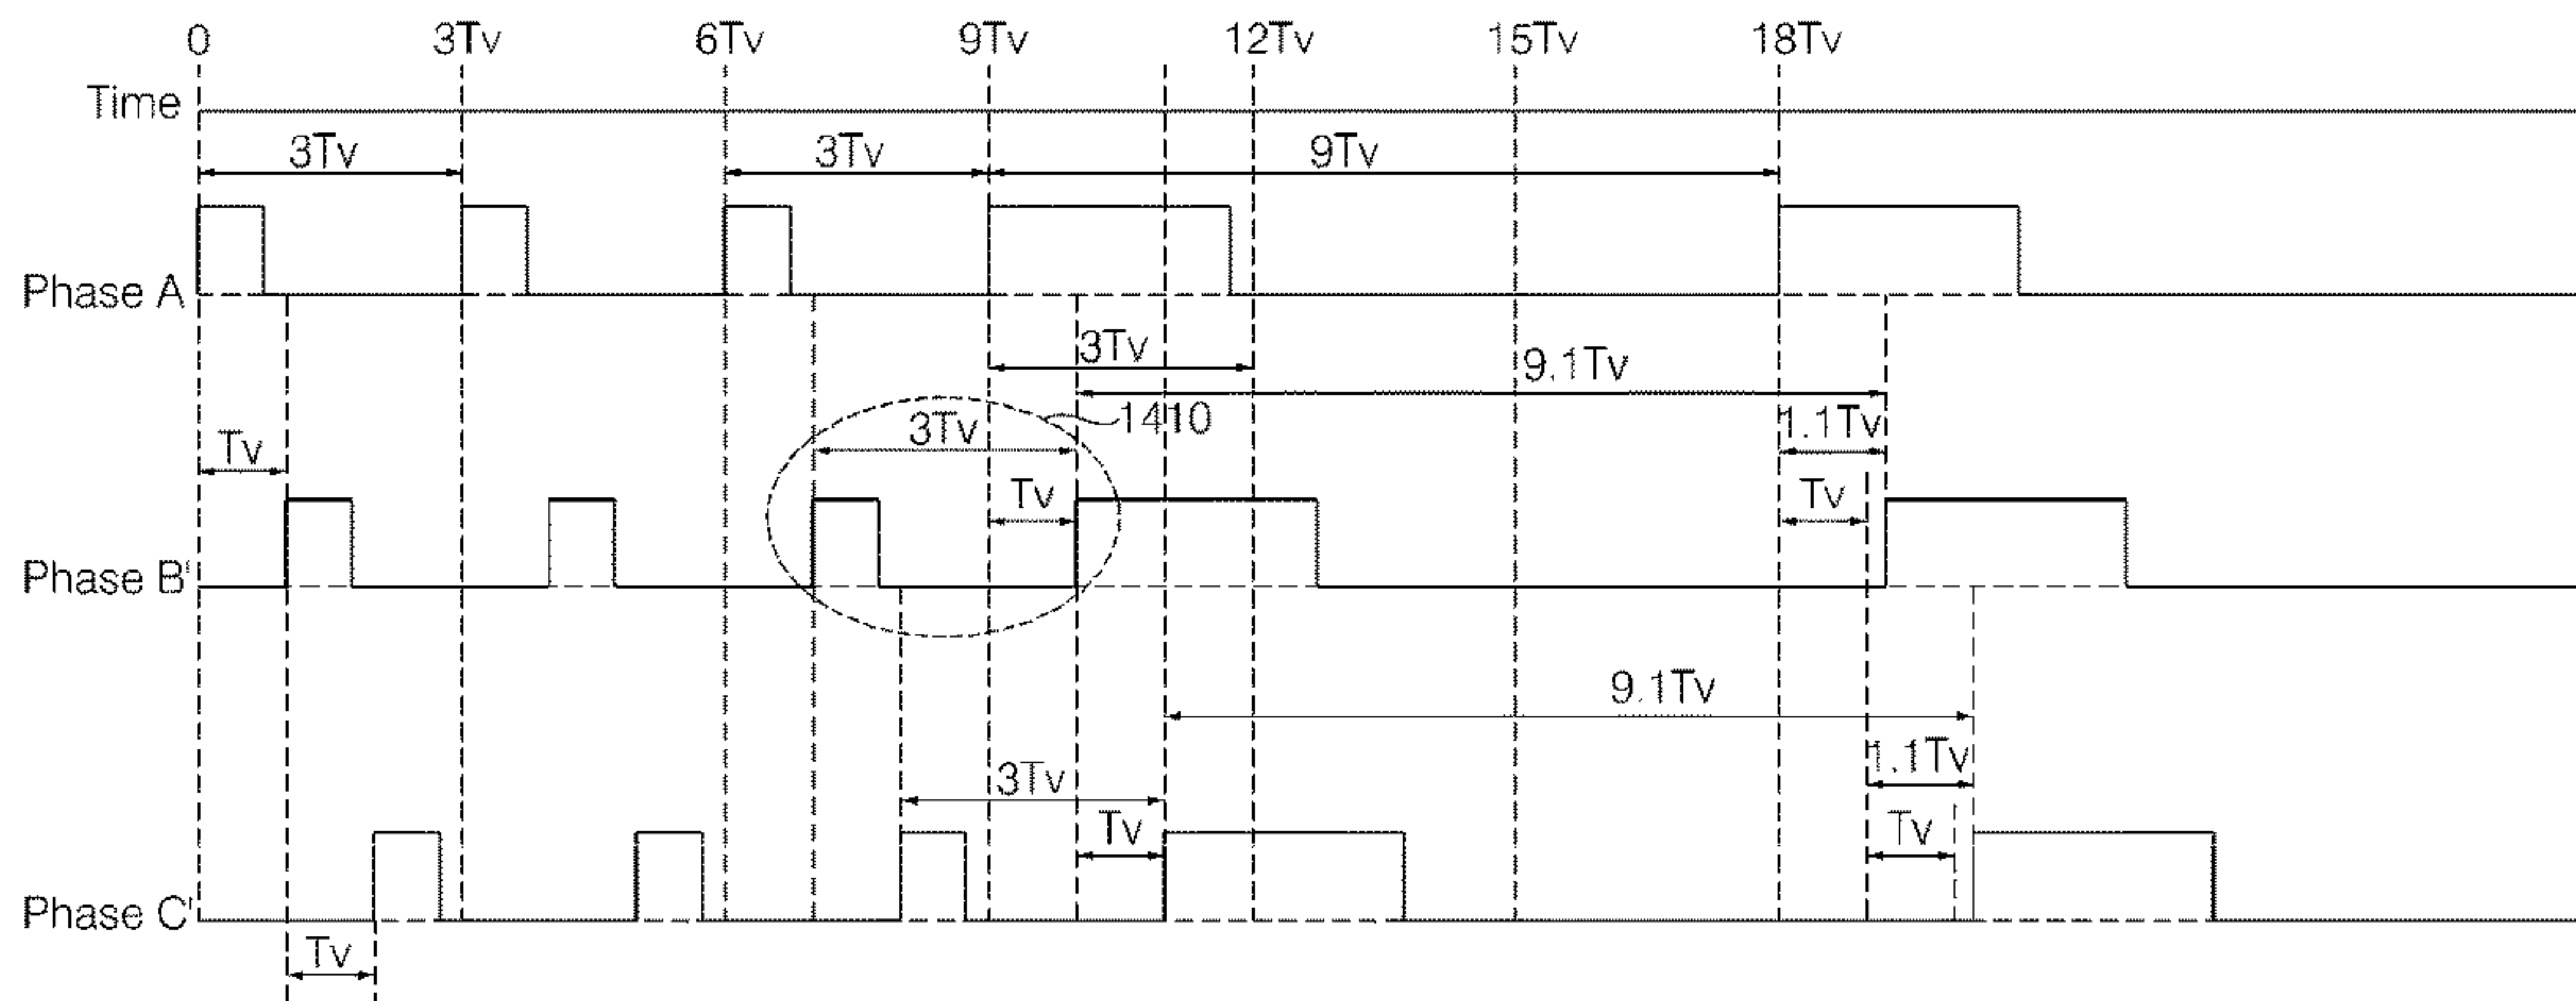 0 3Tv 6Tv 9Tv 12Tv 15Tv 18Tv
Time
3Tv 3Tv 9Tv
Phase A
3Tv
9.1Tv
1410
1.1Tv
Tv 3Tv
Tv Tv
Phase B'
9.1Tv
1.1Tv
3Tv
Tv Tv
Phase C'
Tv